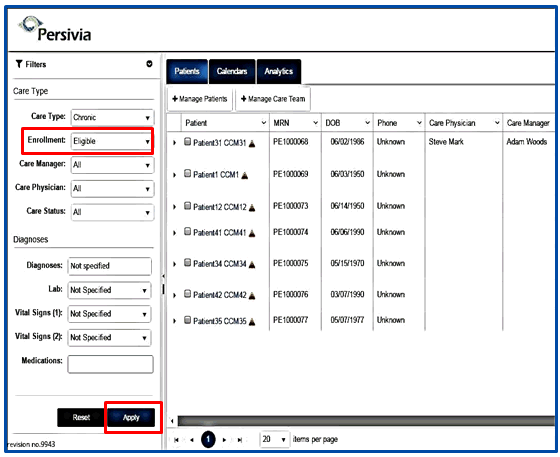 Persivia
Filters
Care Type
Care Type: Chronic
Enrollment: Eligible
Care Manager: All
Care Physician: All
Care Status: All
Diagnoses
Diagnoses: Not specified
Lab: Not Specified
Vital Signs (1): Not Specified
Vital Signs (2): Not Specified
Medications:
Reset Apply
revision no.9943
Patients Calendars Analytics
+ Manage Patients + Manage Care Team
Patient MRN DOB Phone Care Physician Care Manager
Patient31 CCM31 PE1000068 06/02/1986 Unknown Steve Mark Adam Woods
Patient1 CCM1 PE1000069 06/03/1950 Unknown
Patient12 CCM12 PE1000073 06/14/1950 Unknown
Patient41 CCM41 PE1000074 06/06/1990 Unknown
Patient34 CCM34 PE1000075 05/15/1970 Unknown
Patient42 CCM42 PE1000076 03/07/1990 Unknown
Patient35 CCM35 PE1000077 05/07/1977 Unknown
1 20 items per page